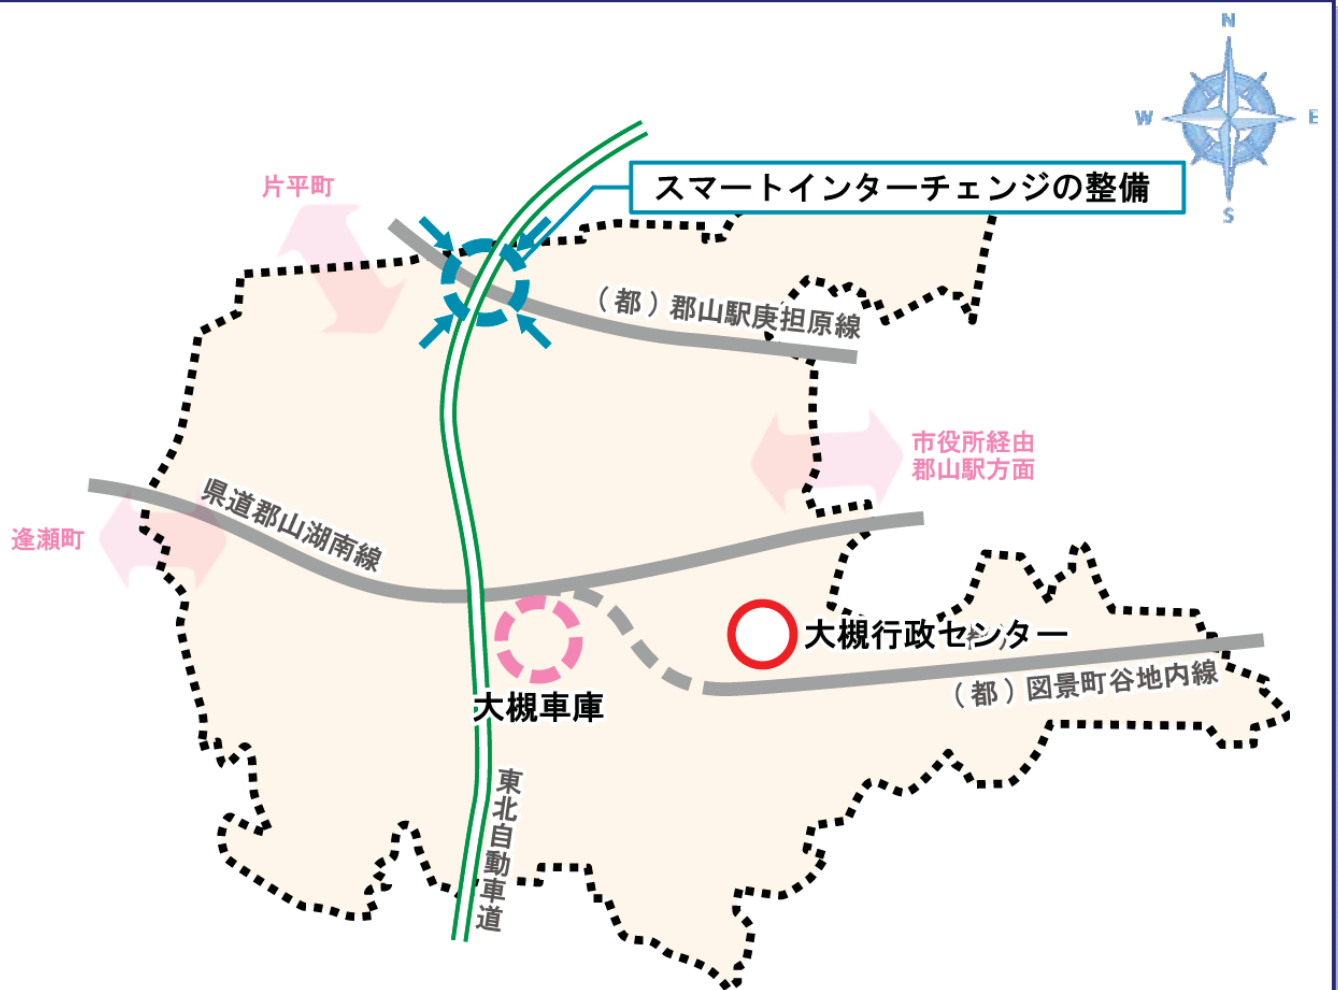 N
W
E
S
スマートインターチェンジの整備
片平町
(都)郡山駅庚担原線
市役所経由
郡山駅方面
県道郡山湖南線
逢瀬町
大槻行政センター
(都)図景町谷地内線
大槻車庫
東北自動車道